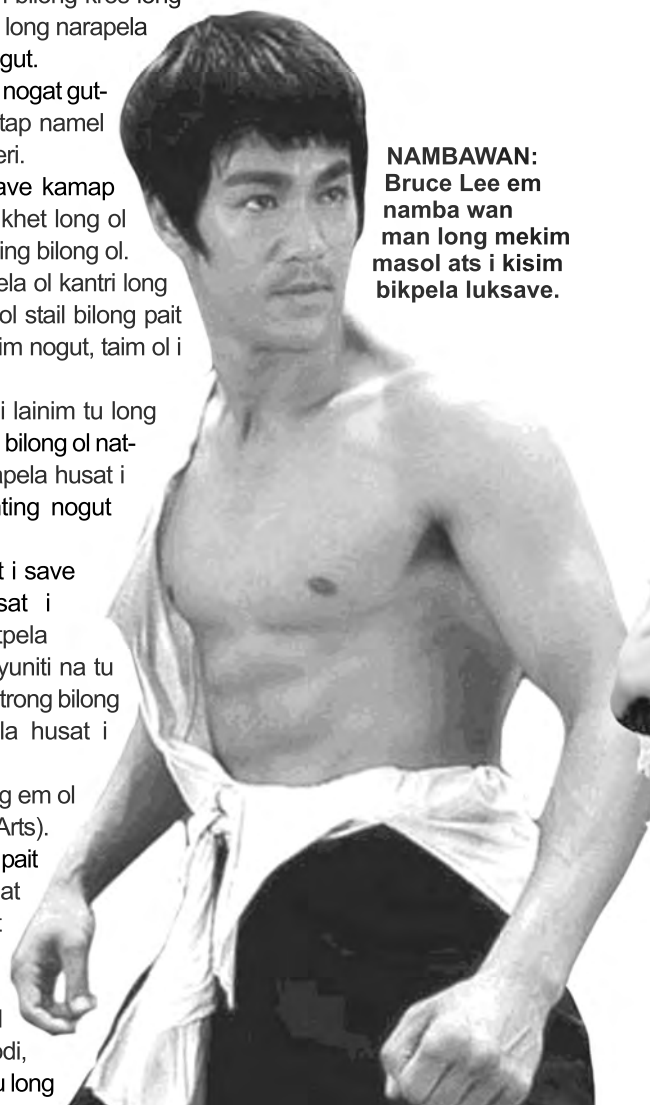 bilong kros long
long narapela
gut.
nogat gut-
tap namel
eri.
ave kamap
khet long ol
ing bilong ol.
ela ol kantri long
ol stail bilong pait
im nogut, taim ol i
i lainim tu long
bilong ol nat-
apela husat i
ting nogut
t i save
sat i
tpela
yuniti na tu
trong bilong
la husat i
g em ol
Arts).
pait
at
odi,
u long
NAMBAWAN:
Bruce Lee em
namba wan
man long mekim
masol ats i kisim
bikpela luksave.